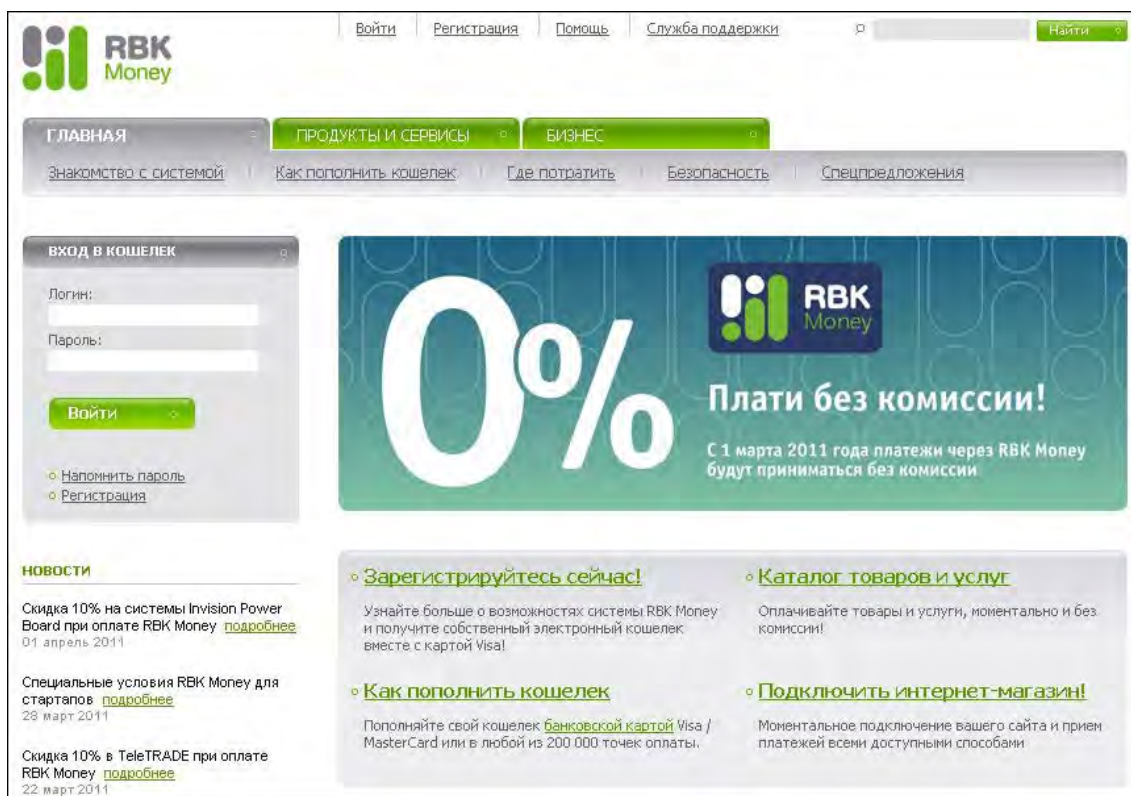 RBK
Money
Войти
Регистрация
Помощь
Служба поддержки
Найти
ГЛАВНАЯ
ПРОДУКТЫ И СЕРВИСЫ
БИЗНЕС
Знакомство с системой
Как пополнить кошелек
Где потратить
Безопасность
Спецпредложения
ВХОД В КОШЕЛЕК
Логин:
Пароль:
Войти
Напомнить пароль
Регистрация
0%
RBK
Money
Плати без комиссии!
С 1 марта 2011 года платежи через RBK Money
будут приниматься без комиссии
НОВОСТИ
Скидка 10% на системы Invision Power
Board при оплате RBK Money подробнее
01 апрель 2011
Специальные условия RBK Money для
стартапов подробнее
28 март 2011
Скидка 10% в TeleTRADE при оплате
RBK Money подробнее
22 март 2011
Зарегистрируйтесь сейчас!
Узнайте больше о возможностях системы RBK Money
и получите собственный электронный кошелек
вместе с картой Visa!
Каталог товаров и услуг
Оплачивайте товары и услуги, моментально и без
комиссии!
Как пополнить кошелек
Пополняйте свой кошелек банковской картой Visa /
MasterCard или в любой из 200 000 точек оплаты.
Подключить интернет-магазин!
Моментальное подключение вашего сайта и прием
платежей всеми доступными способами